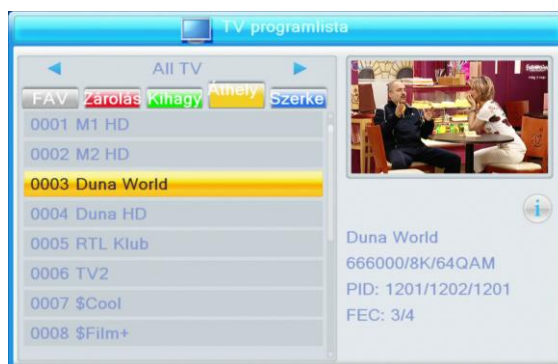 TV programlista
All TV
FAV Zárolás Kihagy Áthely Szerke
0001 M1 HD
0002 M2 HD
0003 Duna World
0004 Duna HD
0005 RTL Klub
0006 TV2
0007 $Cool
0008 $Film+
Duna World
666000/8K/64QAM
PID: 1201/1202/1201
FEC: 3/4